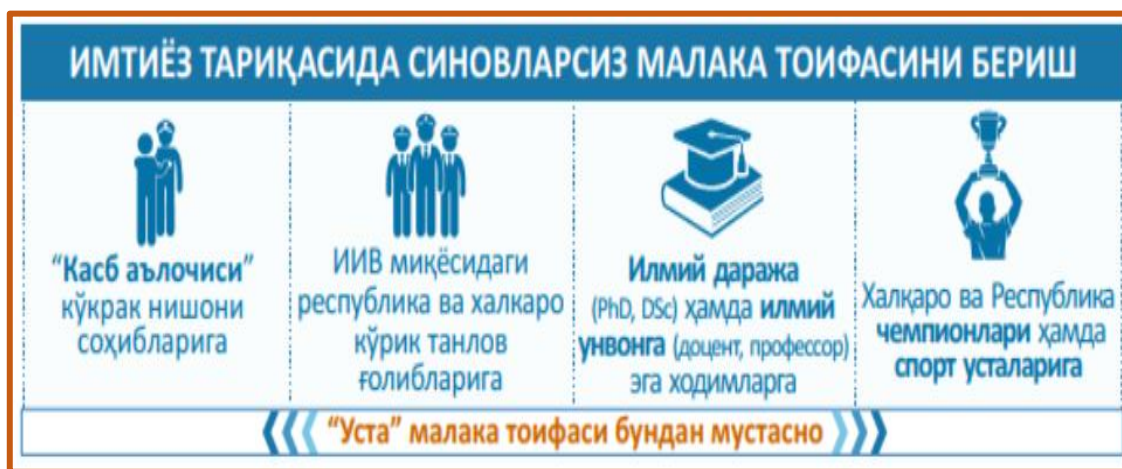 ИМТИЁЗ ТАРИҚАСИДА СИНОВЛАРСИЗ МАЛАКА ТОИФАСИНИ БЕРИШ
“Касб аълочиси”
кўкрак нишони
соҳибларига
ИИВ миқёсидаги
республика ва халқаро
кўрик танлов
ғолибларига
Илмий даража
(PhD, DSc) ҳамда илмий
унвонга (доцент, профессор)
эга ходимларга
Халқаро ва Республика
чемпионлари ҳамда
спорт усталарига
“Уста” малака тоифаси бундан мустасно